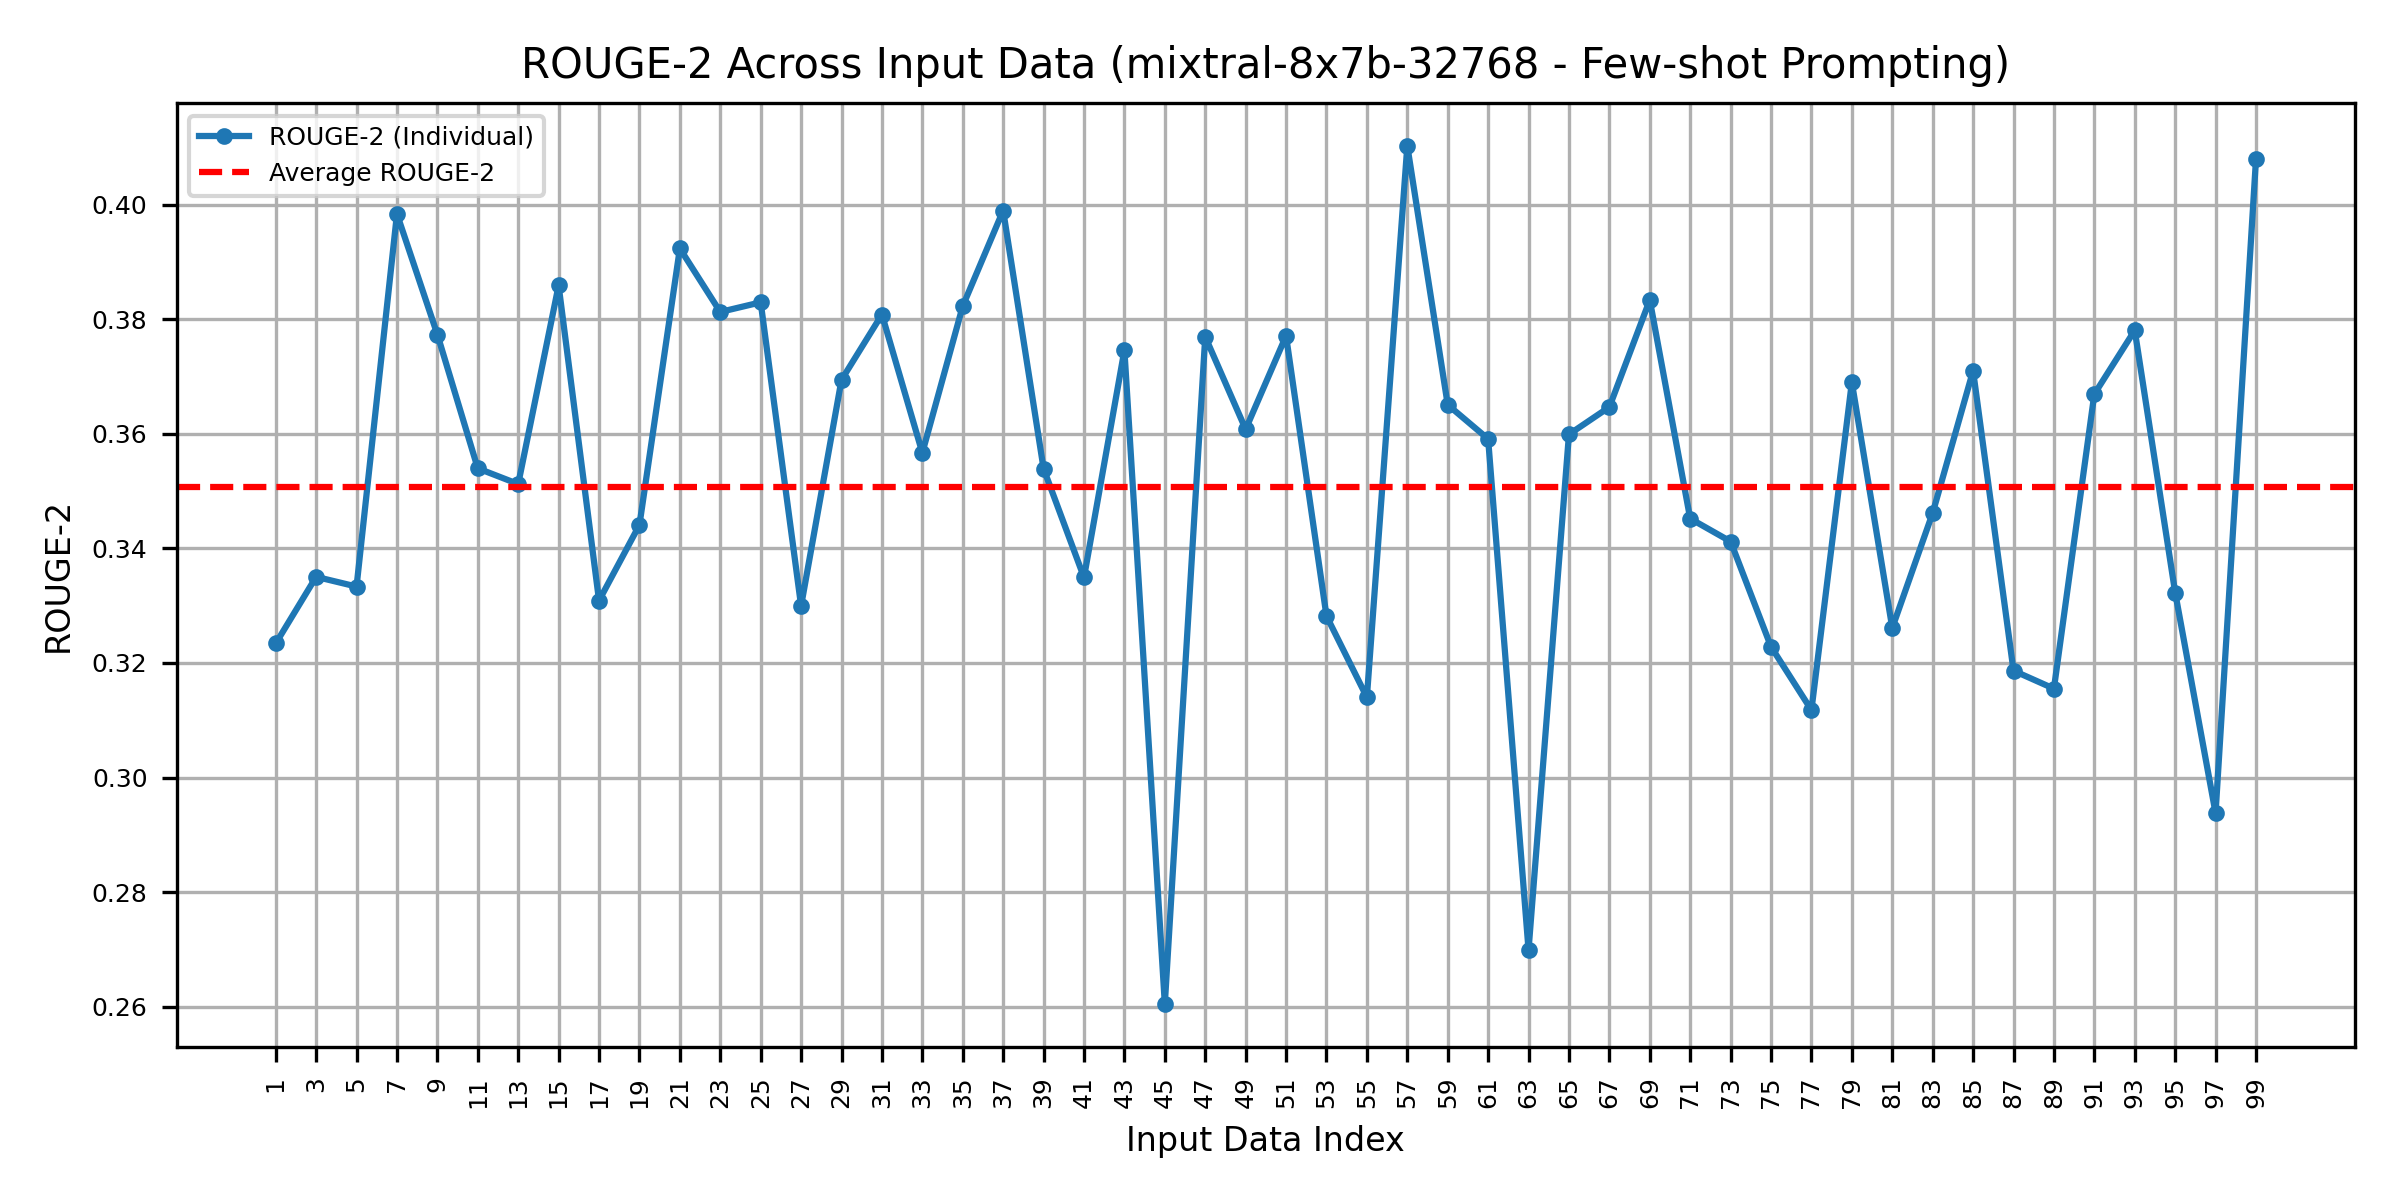 ROUGE-2 Across Input Data (mixtral-8x7b-32768 - Few-shot Prompting)
ROUGE-2 (Individual)
Average ROUGE-2
0.40
0.38
0.36
0.34
0.32
0.30
0.28
0.26
ROUGE-2
1 3 5 7 9 11 13 15 17 19 21 23 25 27 29 31 33 35 37 39 41 43 45 47 49 51 53 55 57 59 61 63 65 67 69 71 73 75 77 79 81 83 85 87 89 91 93 95 97 99
Input Data Index